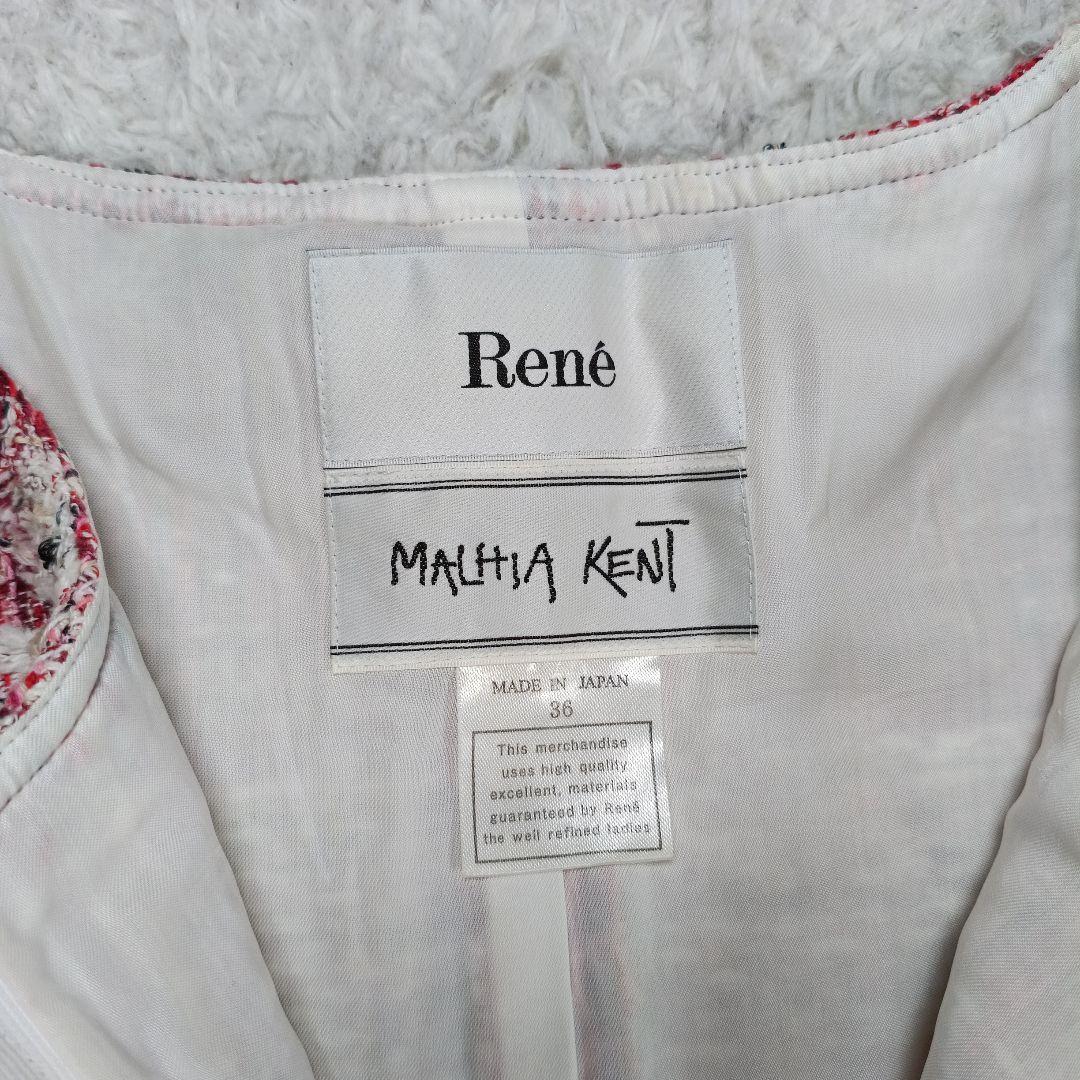 René
MALHIA KENT
MADE IN JAPAN
36
This merchandise
uses high quality
excellent, materials
guaranteed by René
the well refined ladies